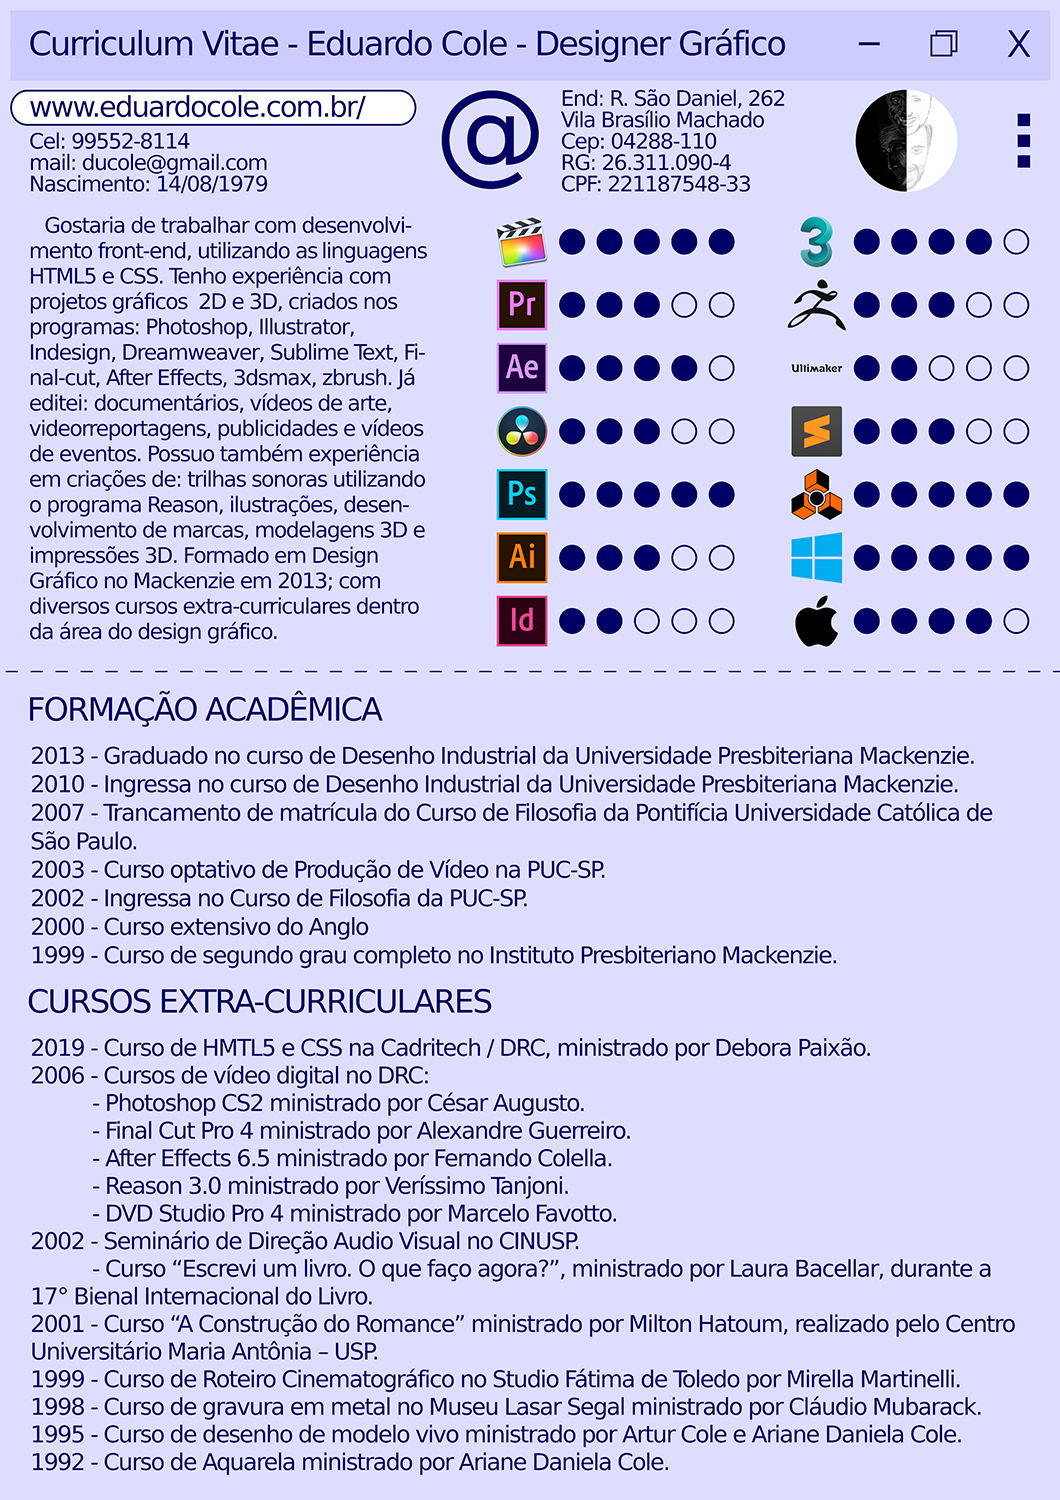 Curriculum Vitae - Eduardo Cole - Designer Gráfico
X
www.eduardocole.com.br/
Cel: 99552-8114
mail: ducole@gmail.com
Nascimento: 14/08/1979
@
End: R. São Daniel, 262
Vila Brasílio Machado
Cep: 04288-110
RG: 26.311.090-4
CPF: 221187548-33
Gostaria de trabalhar com desenvolvi-
mento front-end, utilizando as linguagens
HTML5 e CSS. Tenho experiência com
projetos gráficos 2D e 3D, criados nos
programas: Photoshop, Illustrator,
Indesign, Dreamweaver, Sublime Text, Fi-
nal-cut, After Effects, 3dsmax, zbrush. Já
editei: documentários, vídeos de arte,
videorreportagens, publicidades e vídeos
de eventos. Possuo também experiência
em criações de: trilhas sonoras utilizando
o programa Reason, ilustrações, desen-
volvimento de marcas, modelagens 3D e
impressões 3D. Formado em Design
Gráfico no Mackenzie em 2013; com
diversos cursos extra-curriculares dentro
da área do design gráfico.
3
Pr
Ae
Ultimaker
Ps
Ai
Id
FORMAÇÃO ACADÊMICA
2013 - Graduado no curso de Desenho Industrial da Universidade Presbiteriana Mackenzie.
2010 - Ingressa no curso de Desenho Industrial da Universidade Presbiteriana Mackenzie.
2007 - Trancamento de matrícula do Curso de Filosofia da Pontifícia Universidade Católica de
São Paulo.
2003 - Curso optativo de Produção de Vídeo na PUC-SP.
2002 - Ingressa no Curso de Filosofia da PUC-SP.
2000 - Curso extensivo do Anglo
1999 - Curso de segundo grau completo no Instituto Presbiteriano Mackenzie.
CURSOS EXTRA-CURRICULARES
2019 - Curso de HMTL5 e CSS na Cadritech / DRC, ministrado por Debora Paixão.
2006 - Cursos de vídeo digital no DRC:
- Photoshop CS2 ministrado por César Augusto.
- Final Cut Pro 4 ministrado por Alexandre Guerreiro.
- After Effects 6.5 ministrado por Fernando Colella.
- Reason 3.0 ministrado por Veríssimo Tanjoni.
- DVD Studio Pro 4 ministrado por Marcelo Favotto.
2002 - Seminário de Direção Audio Visual no CINUSP.
- Curso “Escrevi um livro. O que faço agora?”, ministrado por Laura Bacellar, durante a
17° Bienal Internacional do Livro.
2001 - Curso “A Construção do Romance” ministrado por Milton Hatoum, realizado pelo Centro
Universitário Maria Antônia – USP.
1999 - Curso de Roteiro Cinematográfico no Studio Fátima de Toledo por Mirella Martinelli.
1998 - Curso de gravura em metal no Museu Lasar Segal ministrado por Cláudio Mubarack.
1995 - Curso de desenho de modelo vivo ministrado por Artur Cole e Ariane Daniela Cole.
1992 - Curso de Aquarela ministrado por Ariane Daniela Cole.